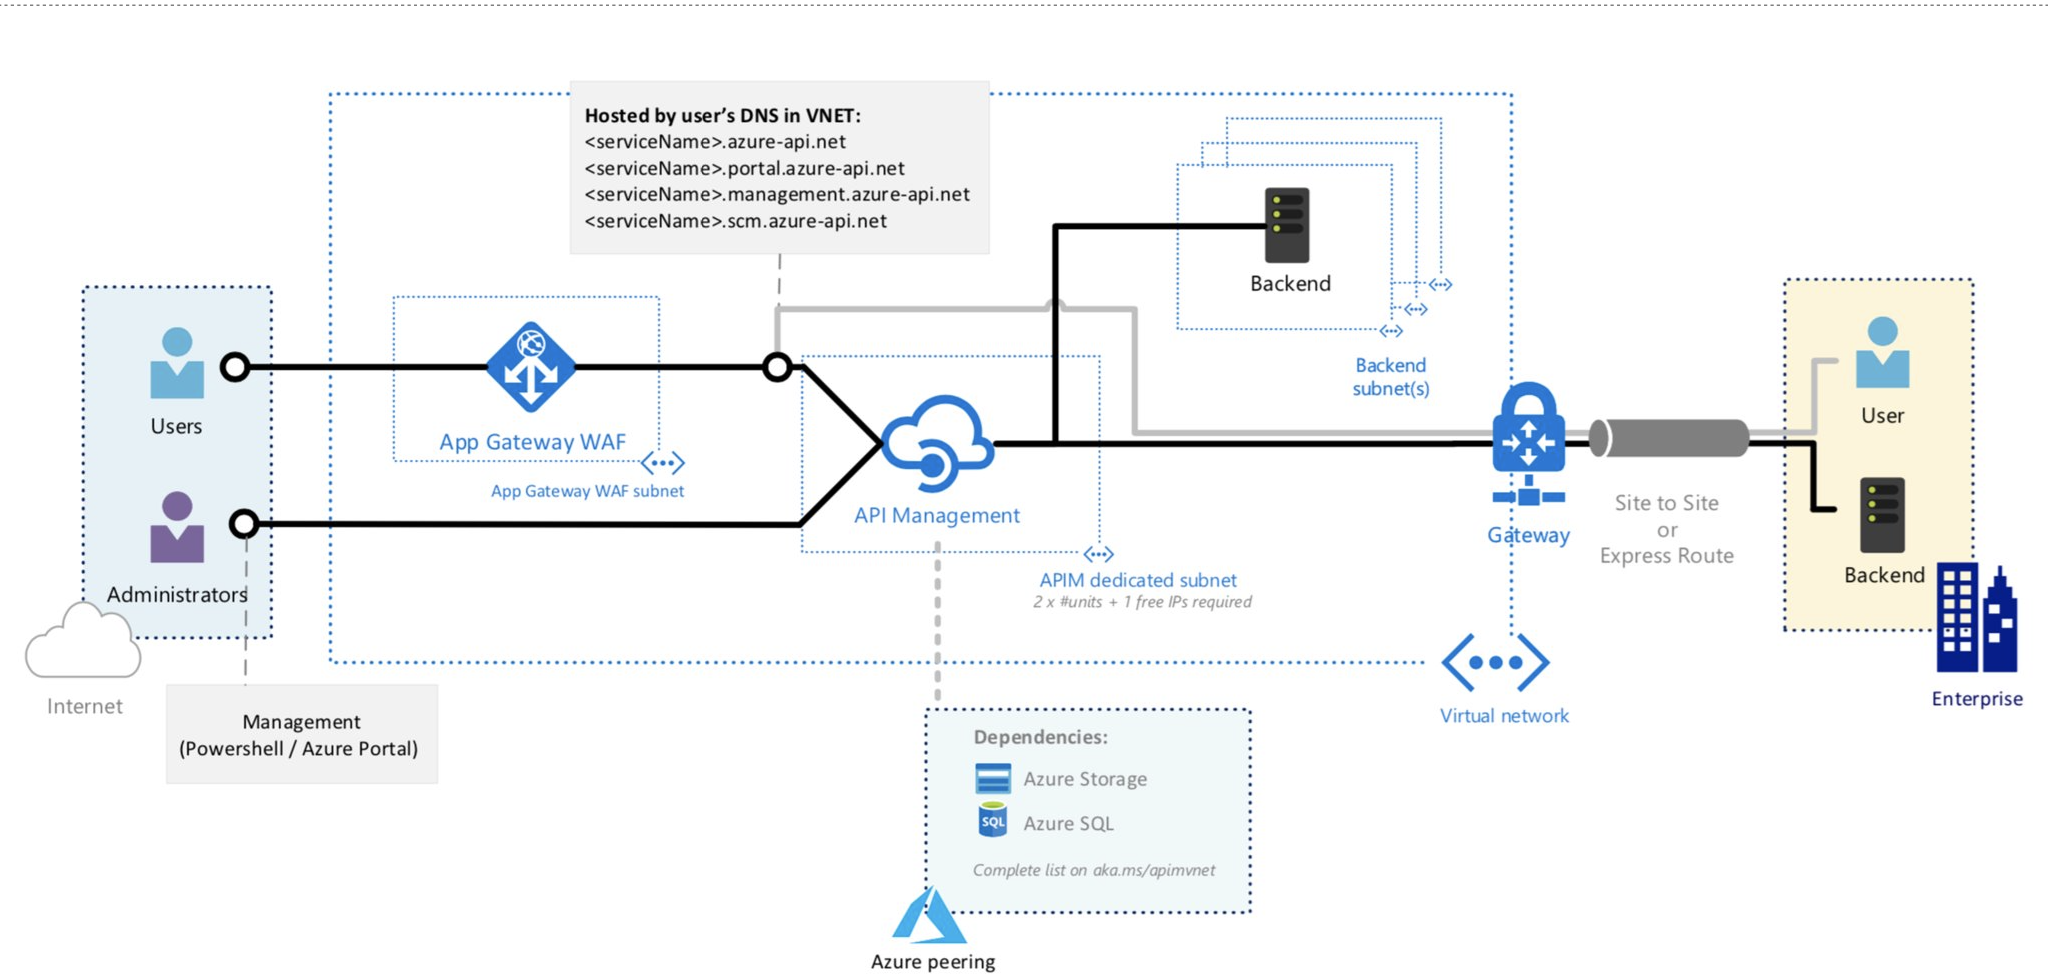 Hosted by user's DNS in VNET:
<serviceName>.azure-api.net
<serviceName>.portal.azure-api.net
<serviceName>.management.azure-api.net
<serviceName>.scm.azure-api.net
Users
Administrators
Internet
Management
(Powershell / Azure Portal)
App Gateway WAF
App Gateway WAF subnet
API Management
APIM dedicated subnet
2 x #units + 1 free IPs required
Backend
Backend
subnet(s)
Gateway
Site to Site
or
Express Route
Virtual network
User
Backend
Enterprise
Dependencies:
Azure Storage
SQL
Azure SQL
Complete list on aka.ms/apimvnet
Azure peering